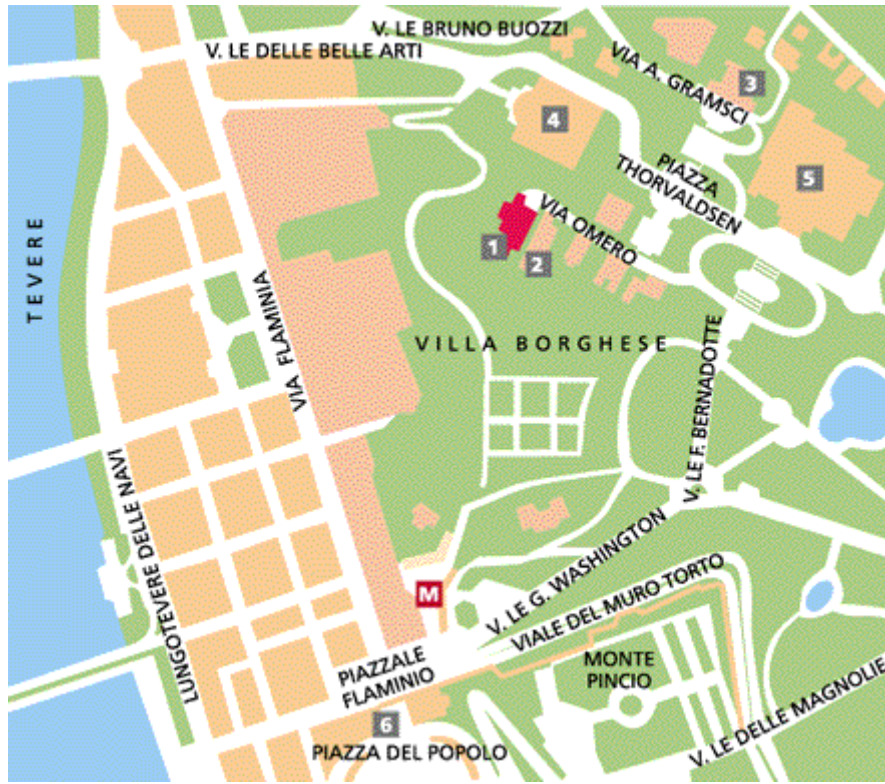 V. LE BRUNO BUOZZI
V. LE DELLE BELLE ARTI
VIA A. GRAMSCI
3
4
PIAZZA
THORVALDSEN
5
VIA OMERO
1
2
TEVERE
VIA FLAMINIA
VILLA BORGHESE
V. LE F. BERNADOTTE
LUNGOTEVERE DELLE NAVI
M
V. LE G. WASHINGTON
VIALE DEL MURO TORTO
PIAZZALE
FLAMINIO
MONTE
PINCIO
6
PIAZZA DEL POPOLO
V. LE DELLE MAGNOLIE